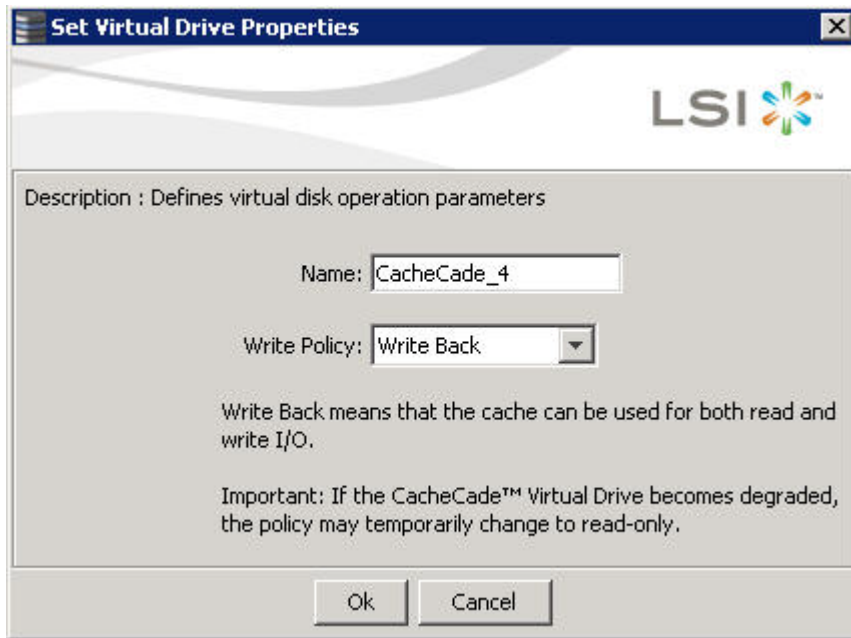 Set Virtual Drive Properties
LSI™
Description : Defines virtual disk operation parameters
Name: CacheCade_4
Write Policy: Write Back
Write Back means that the cache can be used for both read and
write I/O.
Important: If the CacheCade™ Virtual Drive becomes degraded,
the policy may temporarily change to read-only.
Ok Cancel